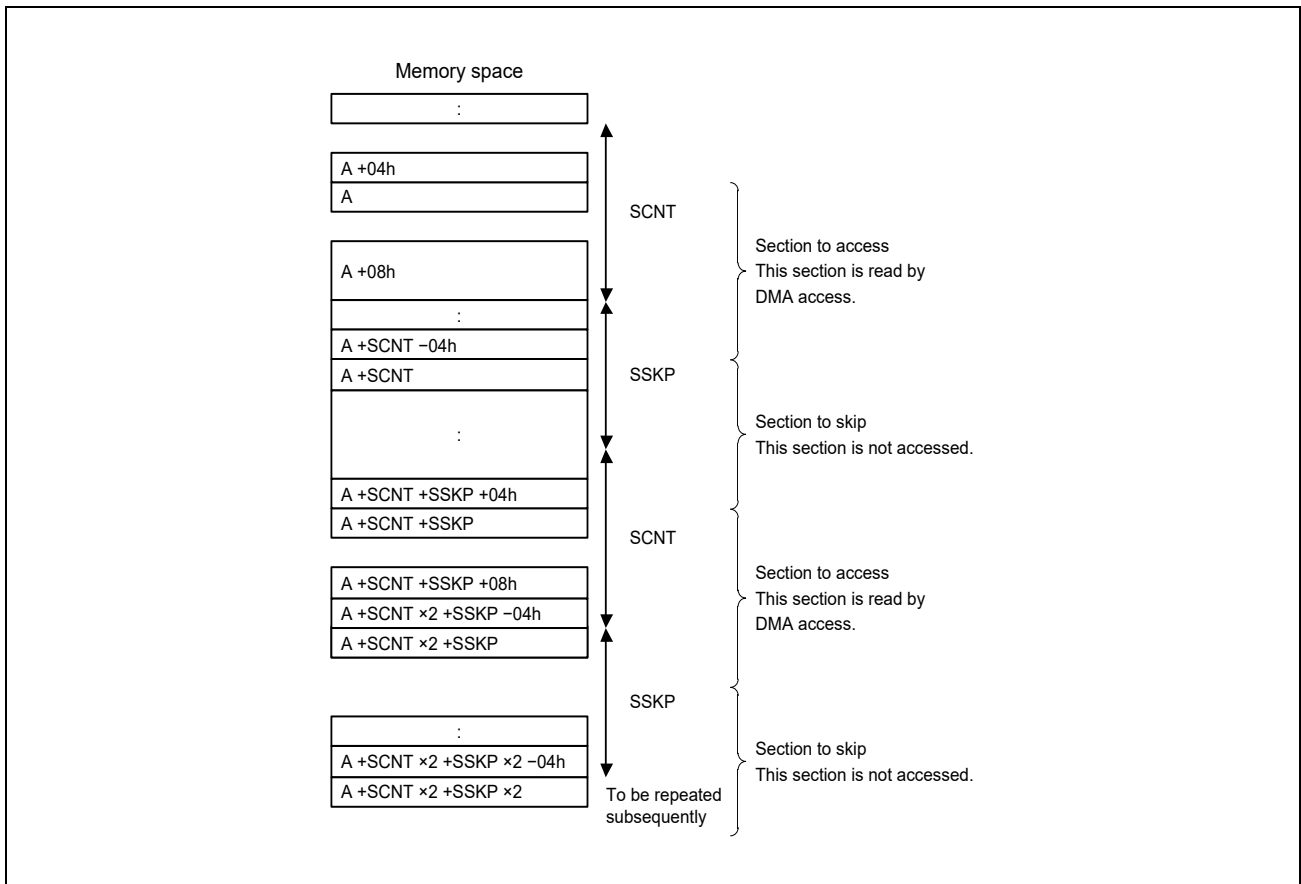 Memory space
:
A +04h
A
SCNT
Section to access
This section is read by
DMA access.
A +08h
:
A +SCNT −04h
A +SCNT
SSKP
Section to skip
This section is not accessed.
:
A +SCNT +SSKP +04h
A +SCNT +SSKP
SCNT
Section to access
This section is read by
DMA access.
A +SCNT +SSKP +08h
A +SCNT ×2 +SSKP −04h
A +SCNT ×2 +SSKP
SSKP
Section to skip
This section is not accessed.
:
A +SCNT ×2 +SSKP ×2 −04h
A +SCNT ×2 +SSKP ×2
To be repeated
subsequently